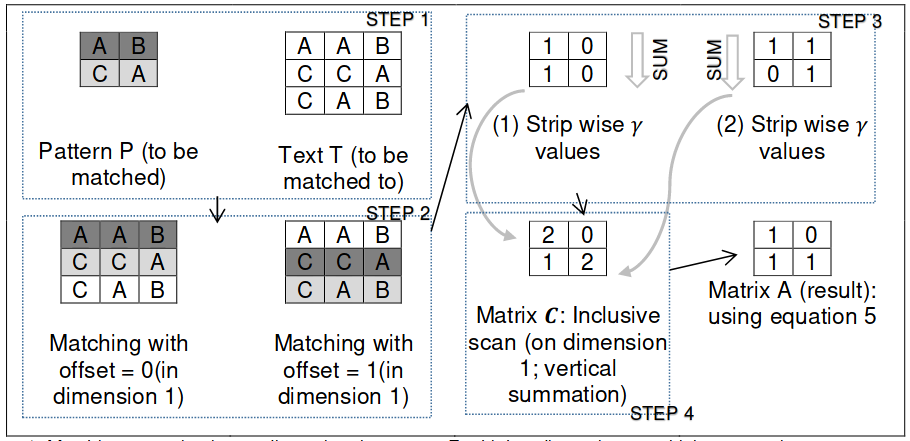 STEP 1
A B
C A
A A B
C C A
C A B
Pattern P (to be
matched)
Text T (to be
matched to)
STEP 2
A A B
C C A
C A B
A A B
C C A
C A B
Matching with
offset = 0(in
dimension 1)
Matching with
offset = 1(in
dimension 1)
STEP 3
1 0
1 0
SUM
SUM
1 1
0 1
(1) Strip wise γ
values
(2) Strip wise γ
values
2 0
1 2
Matrix C: Inclusive
scan (on dimension
1; vertical
summation)
STEP 4
1 0
1 1
Matrix A (result):
using equation 5